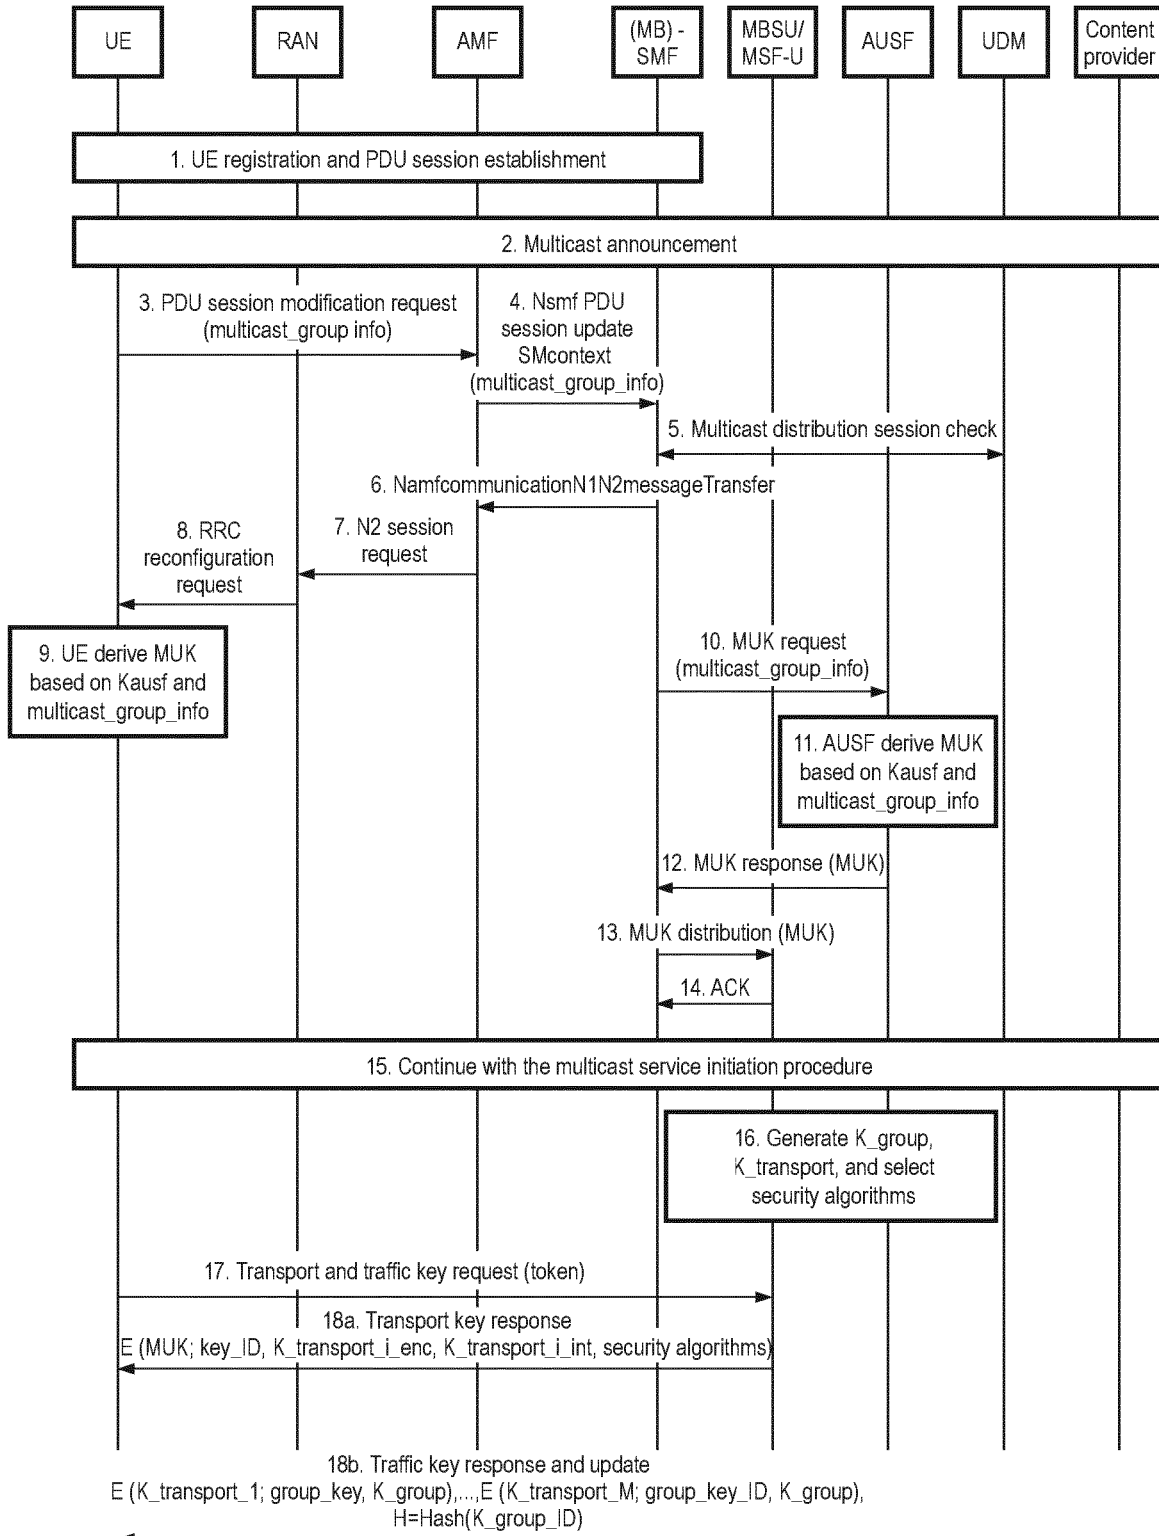 UE
RAN
AMF
(MB) -
SMF
MBSU/
MSF-U
AUSF
UDM
Content
provider
1. UE registration and PDU session establishment
2. Multicast announcement
3. PDU session modification request
(multicast_group info)
4. Nsmf PDU
session update
SMcontext
(multicast_group_info)
5. Multicast distribution session check
6. NamfcommunicationN1N2messageTransfer
7. N2 session
request
8. RRC
reconfiguration
request
9. UE derive MUK
based on Kausf and
multicast_group_info
10. MUK request
(multicast_group_info)
11. AUSF derive MUK
based on Kausf and
multicast_group_info
12. MUK response (MUK)
13. MUK distribution (MUK)
14. ACK
15. Continue with the multicast service initiation procedure
16. Generate K_group,
K_transport, and select
security algorithms
17. Transport and traffic key request (token)
18a. Transport key response
E (MUK; key_ID, K_transport_i_enc, K_transport_i_int, security algorithms)
18b. Traffic key response and update
E (K_transport_1; group_key, K_group),...,E (K_transport_M; group_key_ID, K_group),
H=Hash(K_group_ID)